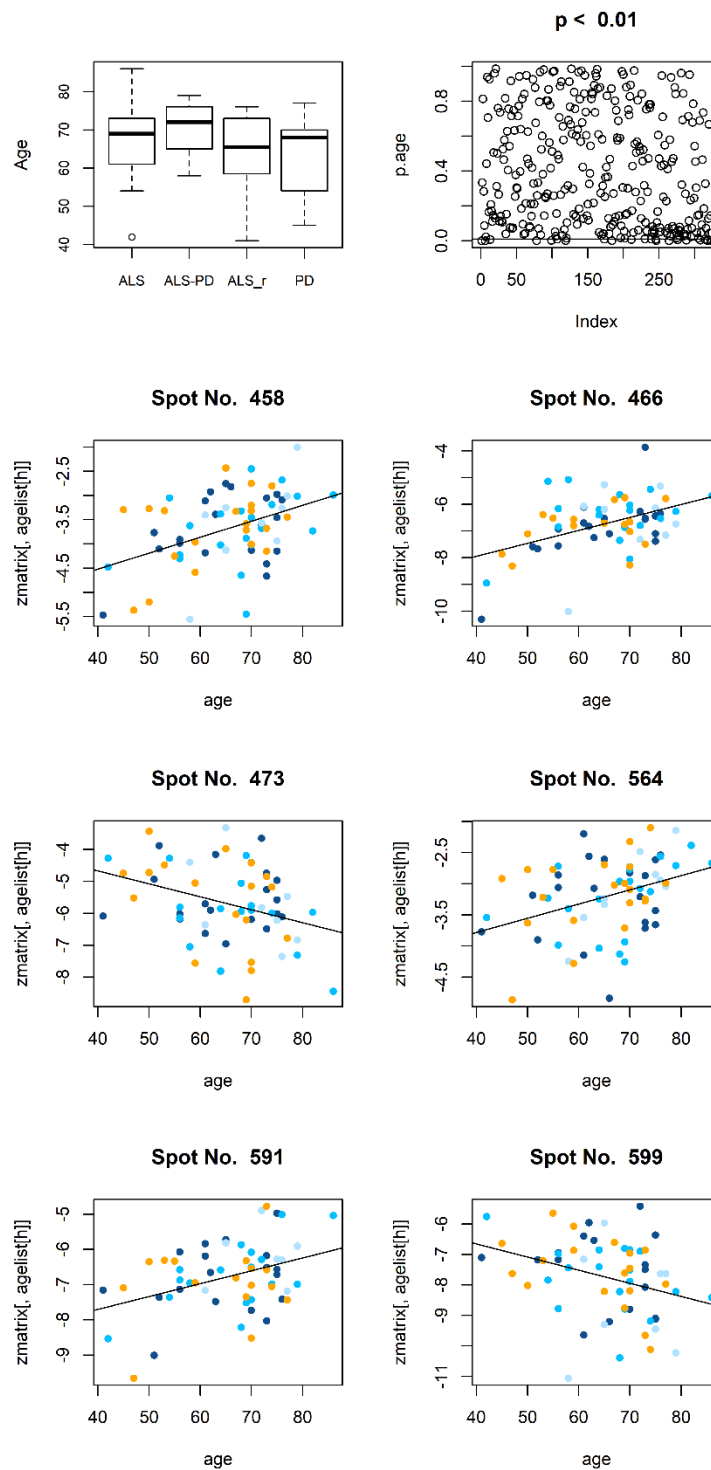 p < 0.01
Age
40 50 60 70 80
ALS ALS-PD ALS_r PD
p.age
0.0 0.4 0.8
0 50 150 250
Index
Spot No. 458
zmatrix[, agelist[h]]
-5.5 -4.5 -3.5 -2.5
40 50 60 70 80
age
Spot No. 466
zmatrix[, agelist[h]]
-10 -8 -6 -4
40 50 60 70 80
age
Spot No. 473
zmatrix[, agelist[h]]
-8 -7 -6 -5 -4
40 50 60 70 80
age
Spot No. 564
zmatrix[, agelist[h]]
-4.5 -3.5 -2.5
40 50 60 70 80
age
Spot No. 591
zmatrix[, agelist[h]]
-9 -8 -7 -6 -5
40 50 60 70 80
age
Spot No. 599
zmatrix[, agelist[h]]
-11 -9 -8 -7 -6
40 50 60 70 80
age